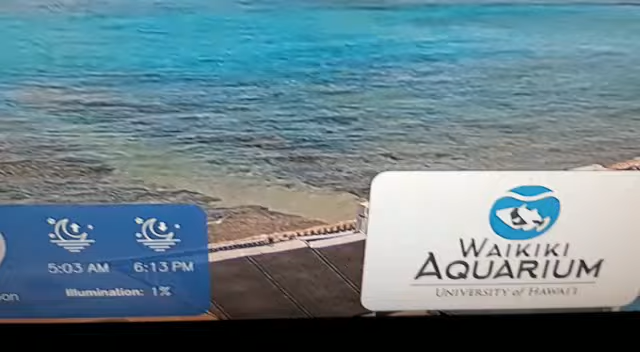 5:03 AM 6:13 PM
Illumination: 1%
WAIKIKI
AQUARIUM
UNIVERSITY of HAWAI'I